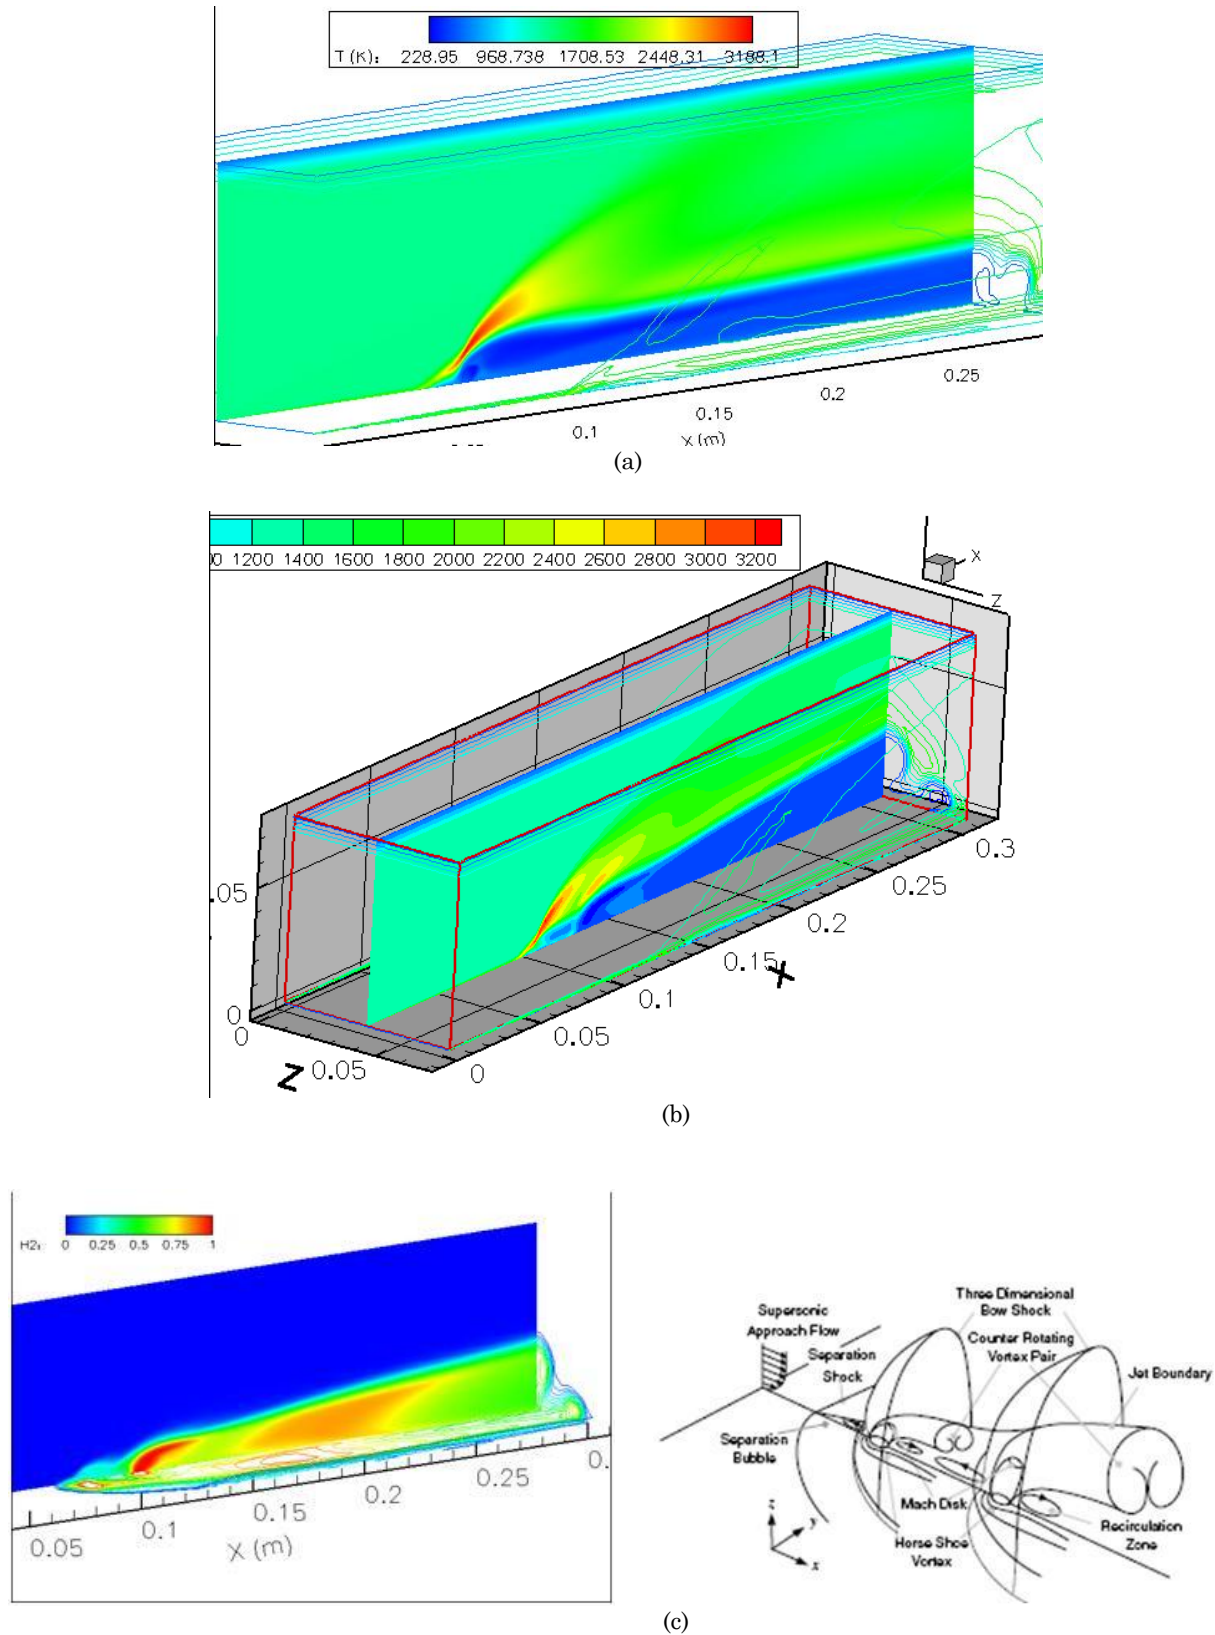 T (K): 228.95 968.738 1708.53 2448.31 3188.1
0.25
0.2
0.15
0.1
X (m)
(a)
1200 1400 1600 1800 2000 2200 2400 2600 2800 3000 3200
X
Z
0.3
0.25
0.2
0.15
X
0.1
0.05
0
.05
0
0
Z 0.05
(b)
H2: 0 0.25 0.5 0.75 1
0.25
0.2
0.15
0.1
0.05
X (m)
0.
Three Dimensional
Bow Shock
Supersonic
Approach Flow
Counter Rotating
Vortex Pair
Separation
Shock
Jet Boundary
Separation
Bubble
Mach Disk
Recirculation
Zone
Horse Shoe
Vortex
z
y
x
(c)